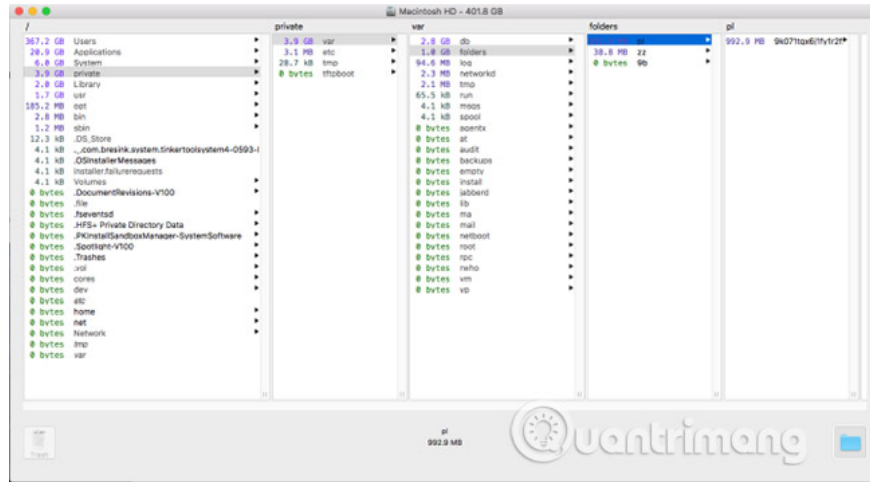 Macintosh HD - 401.8 GB
/
367.2 GB Users
20.9 GB Applications
6.0 GB System
3.9 GB private
2.0 GB Library
1.7 GB usr
185.2 MB opt
2.8 MB bin
1.2 MB sbin
12.3 kB .DS_Store
4.1 kB ._.com.bresink.system.tinkertoolsystem4-0593-
4.1 kB .OSInstallerMessages
4.1 kB installer.failurerequests
4.1 kB Volumes
0 bytes .DocumentRevisions-V100
0 bytes .file
0 bytes .fseventsd
0 bytes .HFS+ Private Directory Data
0 bytes .PKInstallSandboxManager-SystemSoftware
0 bytes .Spotlight-V100
0 bytes .Trashes
0 bytes .vol
0 bytes cores
0 bytes dev
0 bytes etc
0 bytes home
0 bytes net
0 bytes Network
0 bytes tmp
0 bytes var
private
3.9 GB var
3.1 MB etc
28.7 kB tmp
0 bytes tftpboot
var
2.8 GB db
1.0 GB folders
94.6 MB log
2.3 MB networkd
2.1 MB tmp
65.5 kB run
4.1 kB msgs
4.1 kB spool
0 bytes agentx
0 bytes at
0 bytes audit
0 bytes backups
0 bytes empty
0 bytes install
0 bytes jabberd
0 bytes lib
0 bytes ma
0 bytes mail
0 bytes netboot
0 bytes root
0 bytes rpc
0 bytes rwho
0 bytes vm
0 bytes yp
folders
pl
38.8 MB zz
0 bytes 9b
pl
992.9 MB
Trash
pl
992.9 MB
Quantrimang